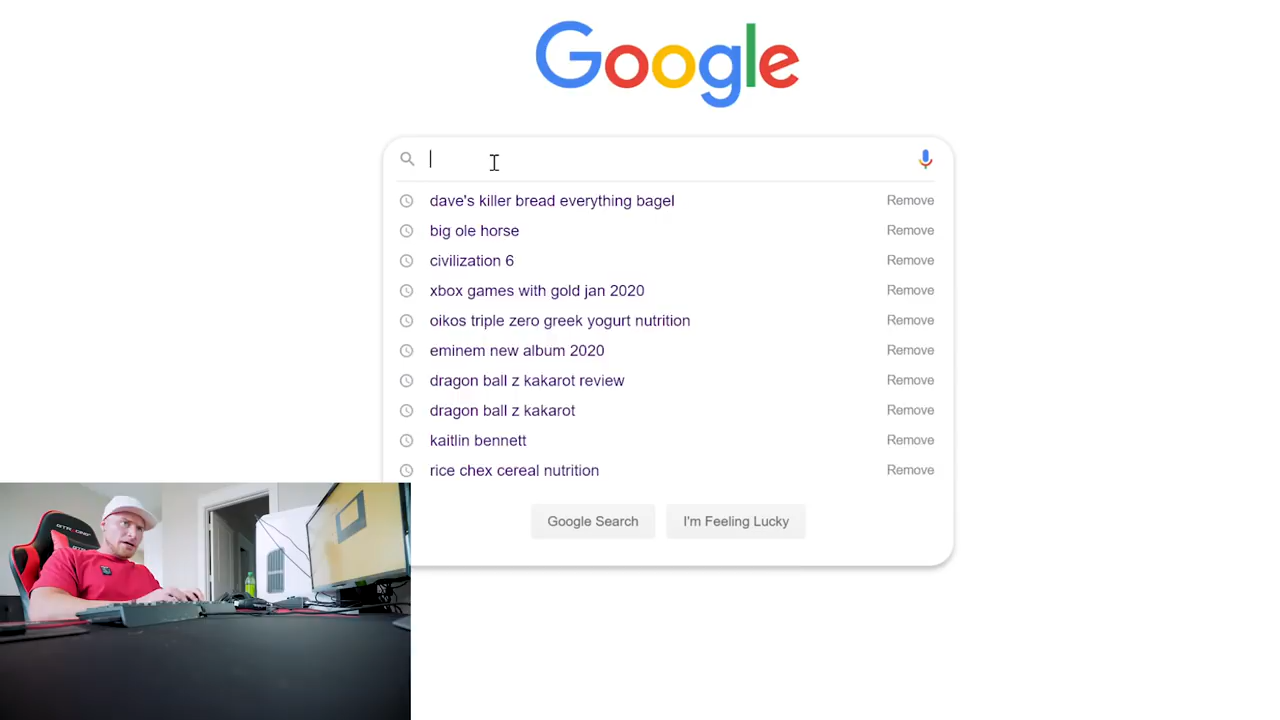 Google
dave's killer bread everything bagel Remove
big ole horse Remove
civilization 6 Remove
xbox games with gold jan 2020 Remove
oikos triple zero greek yogurt nutrition Remove
eminem new album 2020 Remove
dragon ball z kakarot review Remove
dragon ball z kakarot Remove
kaitlin bennett Remove
rice chex cereal nutrition Remove
Google Search I'm Feeling Lucky
GTRACING